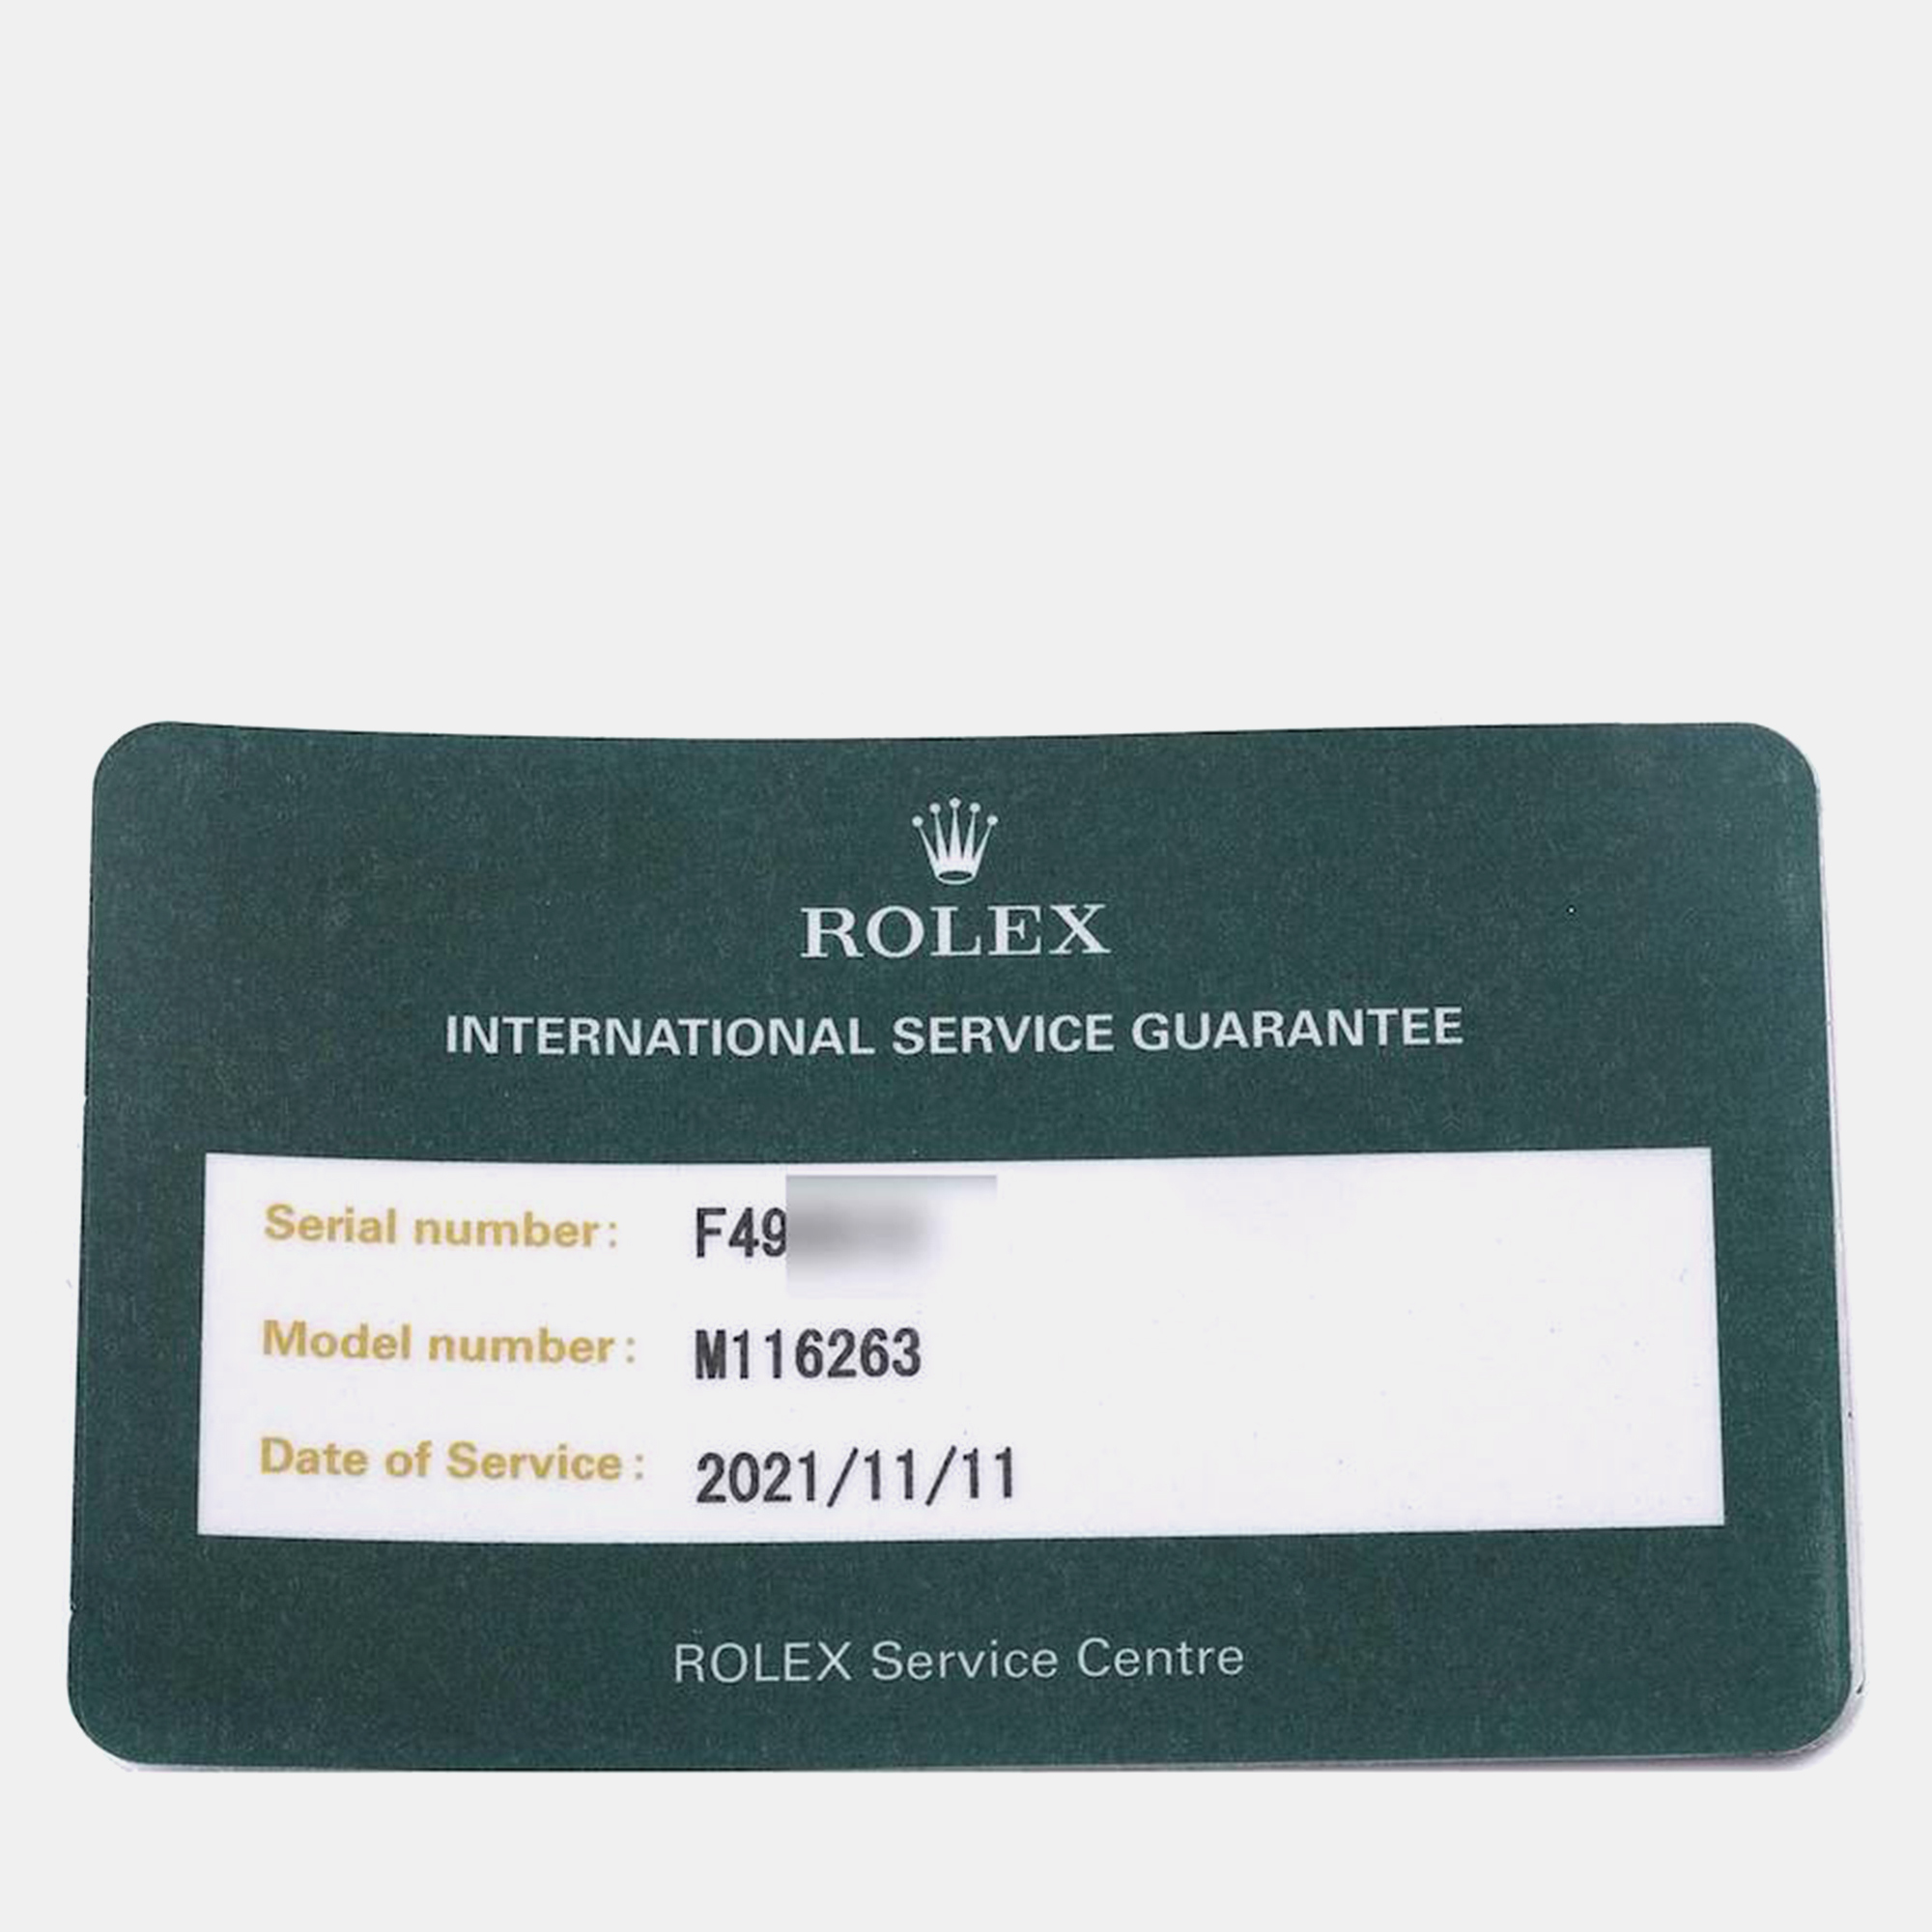 ROLEX
INTERNATIONAL SERVICE GUARANTEE
Serial number: F49
Model number: M116263
Date of Service: 2021/11/11
ROLEX Service Centre